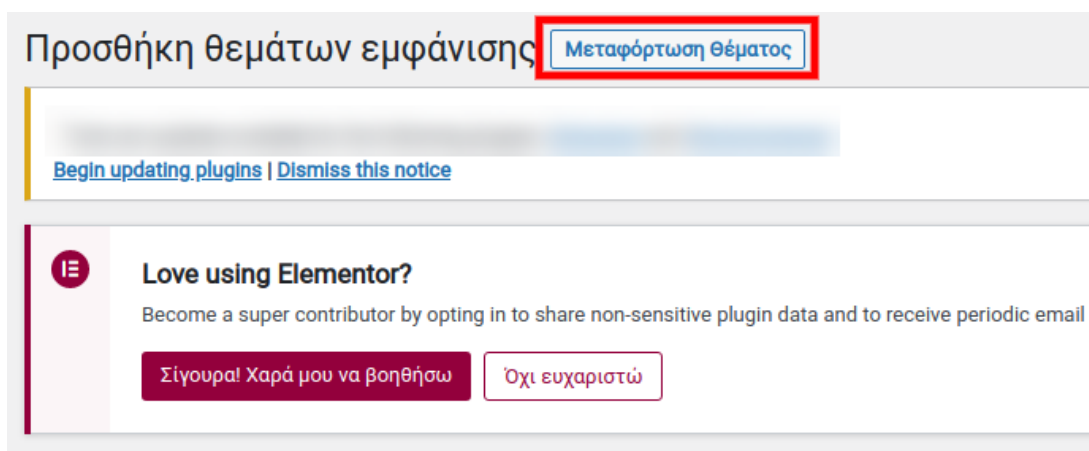 Προσθήκη θεμάτων εμφάνισης Μεταφόρτωση Θέματος
Begin updating plugins | Dismiss this notice
Love using Elementor?
Become a super contributor by opting in to share non-sensitive plugin data and to receive periodic email
Σίγουρα! Χαρά μου να βοηθήσω Όχι ευχαριστώ